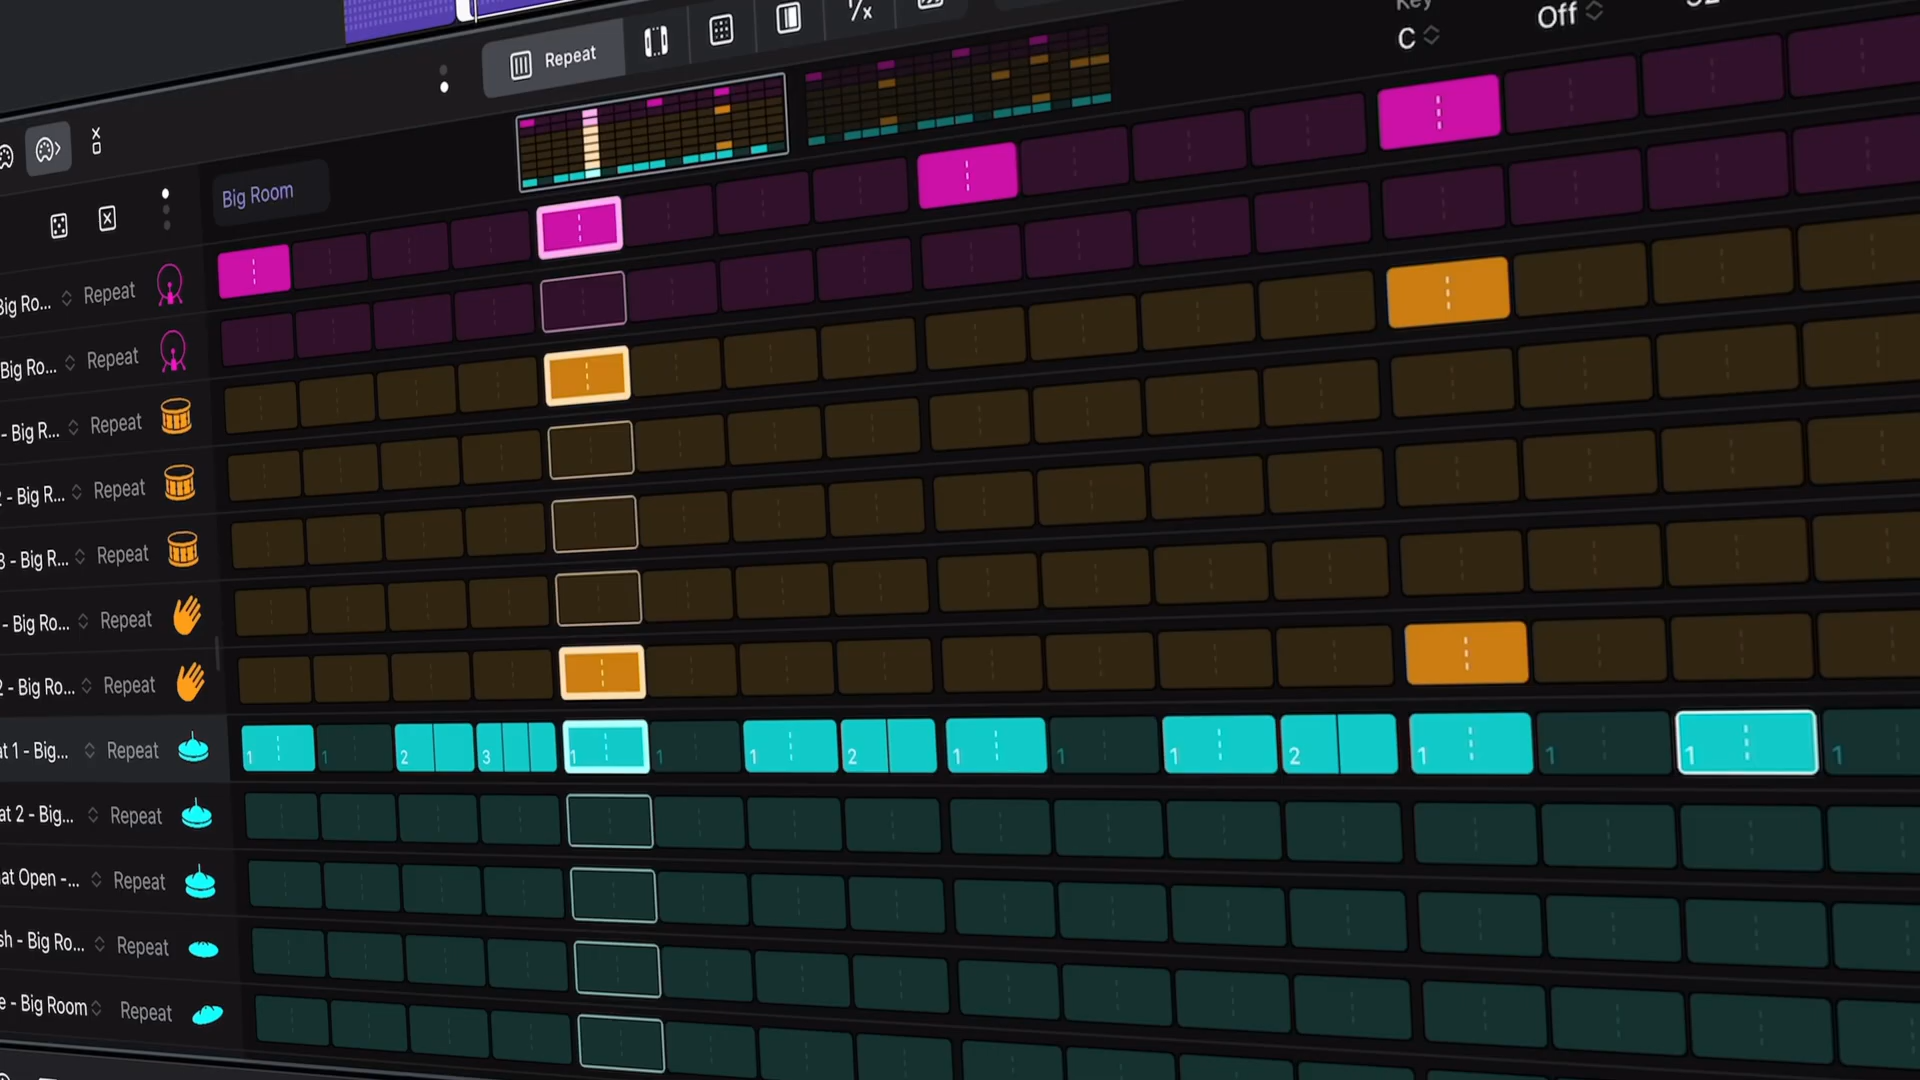 Repeat
Key
C
Off
Big Room
Big Ro... Repeat
Big Ro... Repeat
- Big R... Repeat
2 - Big R... Repeat
3 - Big R... Repeat
- Big Ro... Repeat
2 - Big Ro... Repeat
at 1 - Big... Repeat
1 1 2 3 1 1 1 2 1 1 1 2 1 1 1 1
at 2 - Big... Repeat
at Open -... Repeat
sh - Big Ro... Repeat
e - Big Room Repeat